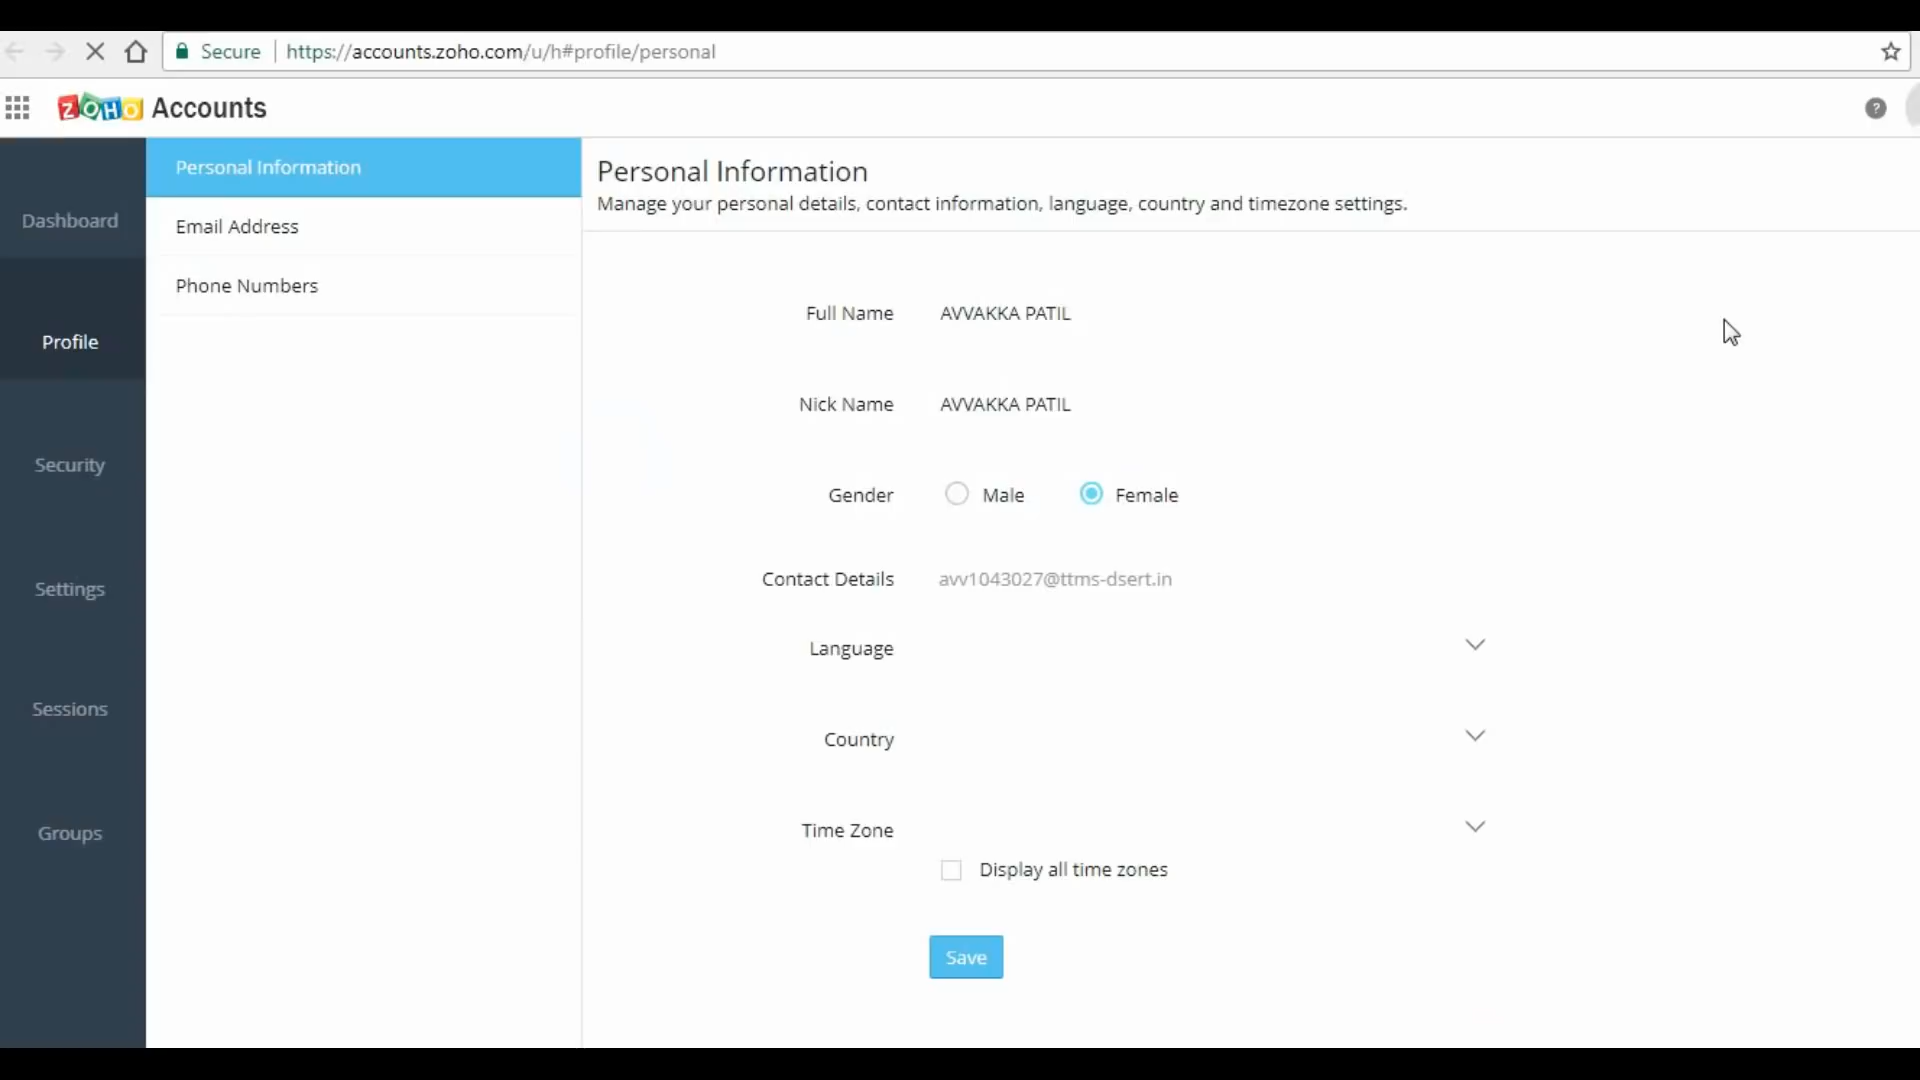 Secure https://accounts.zoho.com/u/h#profile/personal
ZOHO Accounts
?
Dashboard
Profile
Security
Settings
Sessions
Groups
Personal Information
Email Address
Phone Numbers
Personal Information
Manage your personal details, contact information, language, country and timezone settings.
Full Name AVVAKKA PATIL
Nick Name AVVAKKA PATIL
Gender Male Female
Contact Details avv1043027@ttms-dsert.in
Language
Country
Time Zone
Display all time zones
Save